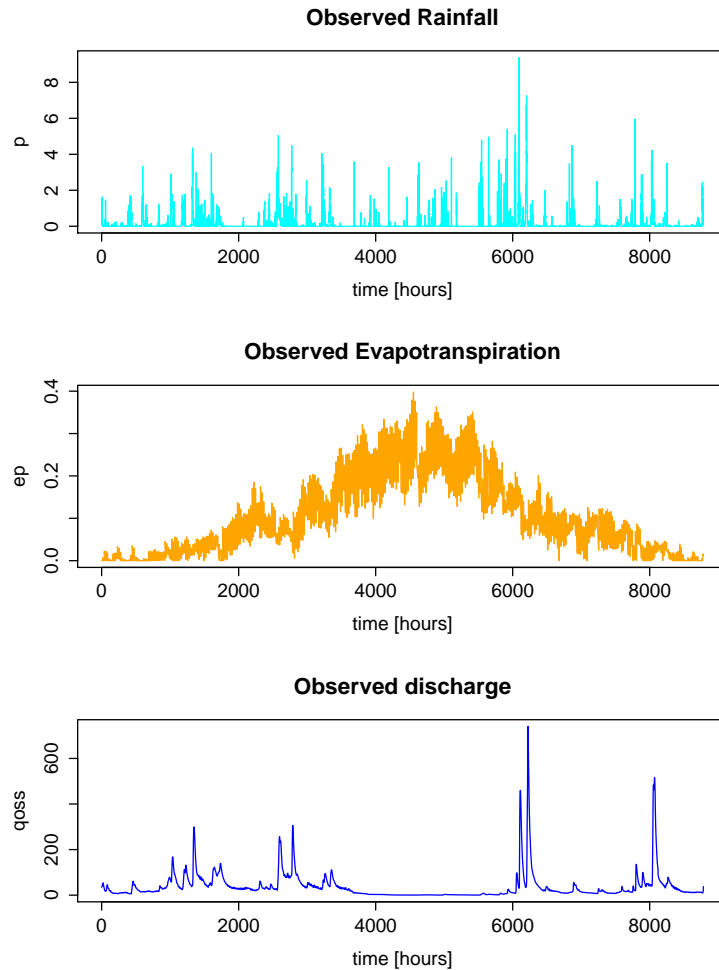 Observed Rainfall
p
8
6
4
2
0
0 2000 4000 6000 8000
time [hours]
Observed Evapotranspiration
ep
0.4
0.2
0.0
0 2000 4000 6000 8000
time [hours]
Observed discharge
qoss
600
200
0
0 2000 4000 6000 8000
time [hours]